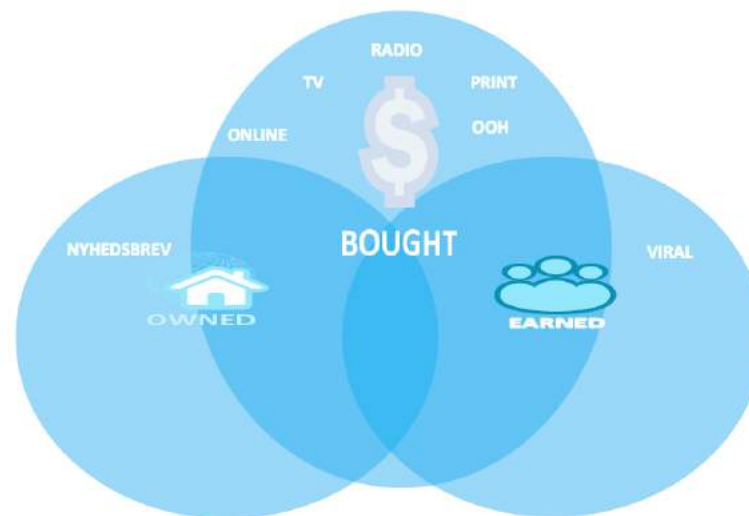 RADIO
TV
PRINT
ONLINE
OOH
$
BOUGHT
NYHEDSBREV
VIRAL
OWNED
EARNED